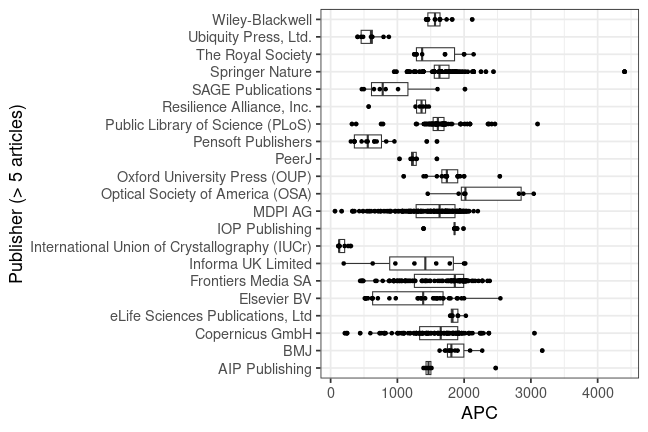 Publisher (> 5 articles)
Wiley-Blackwell
Ubiquity Press, Ltd.
The Royal Society
Springer Nature
SAGE Publications
Resilience Alliance, Inc.
Public Library of Science (PLoS)
Pensoft Publishers
PeerJ
Oxford University Press (OUP)
Optical Society of America (OSA)
MDPI AG
IOP Publishing
International Union of Crystallography (IUCr)
Informa UK Limited
Frontiers Media SA
Elsevier BV
eLife Sciences Publications, Ltd
Copernicus GmbH
BMJ
AIP Publishing
0 1000 2000 3000 4000
APC